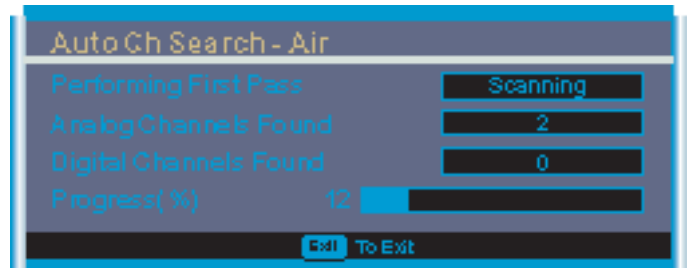 Auto Ch Search - Air
Performing First Pass Scanning
Analog Channels Found 2
Digital Channels Found 0
Progress( %) 12
Exit To Exit